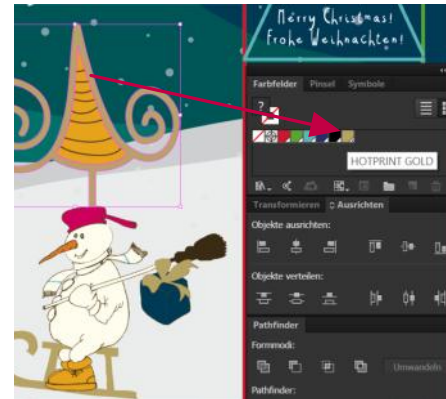 Merry Christmas!
Frohe Weihnachten!
Farbfelder Pinsel Symbole
?
HOTPRINT GOLD
Transformieren Ausrichten
Objekte ausrichten:
Objekte verteilen:
Pathfinder
Formmodi:
Umwandeln
Pathfinder: